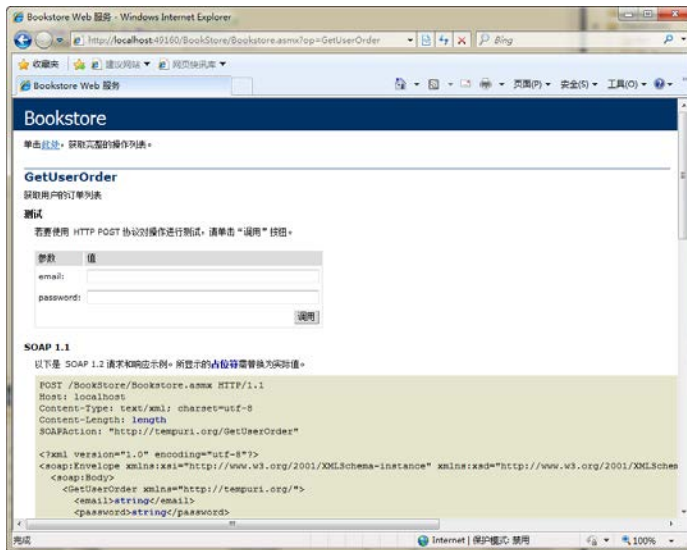 Bookstore Web 服务 - Windows Internet Explorer
http://localhost:49160/BookStore/Bookstore.asmx?op=GetUserOrder
Bing
收藏夹 建议网站 网页快讯库
Bookstore Web 服务 页面(P) 安全(S) 工具(O)
Bookstore
单击此处，获取完整的操作列表。
GetUserOrder
获取用户的订单列表
测试
若要使用 HTTP POST 协议对操作进行测试，请单击“调用”按钮。
参数 值
email:
password:
调用
SOAP 1.1
以下是 SOAP 1.2 请求和响应示例。所显示的占位符需替换为实际值。
POST /BookStore/Bookstore.asmx HTTP/1.1
Host: localhost
Content-Type: text/xml; charset=utf-8
Content-Length: length
SOAPAction: "http://tempuri.org/GetUserOrder"
<?xml version="1.0" encoding="utf-8"?>
<soap:Envelope xmlns:xsi="http://www.w3.org/2001/XMLSchema-instance" xmlns:xsd="http://www.w3.org/2001/XMLSchem
<soap:Body>
<GetUserOrder xmlns="http://tempuri.org/">
<email>string</email>
<password>string</password>
完成 Internet | 保护模式: 禁用 100%